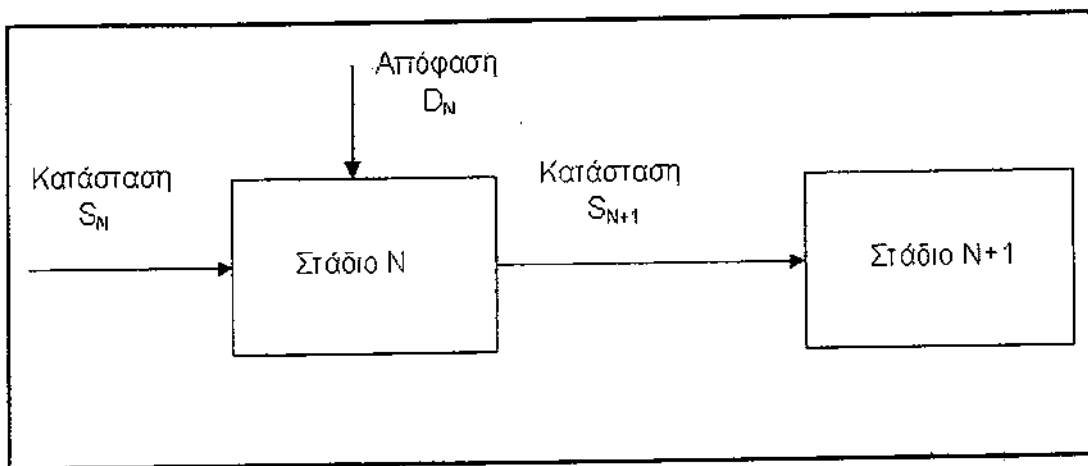 Απόφαση
D_N
Κατάσταση
S_N
Κατάσταση
S_N+1
Στάδιο N
Στάδιο N+1